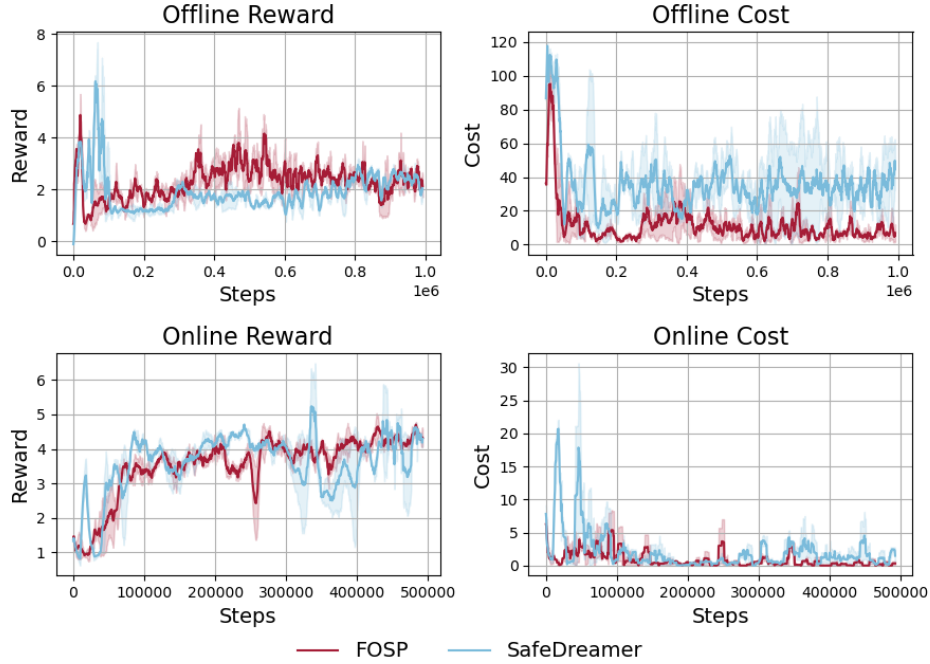 Offline Reward
Offline Cost
8
6
4
2
0
Reward
120
100
80
60
40
20
0
Cost
0.0 0.2 0.4 0.6 0.8 1.0
Steps
1e6
0.0 0.2 0.4 0.6 0.8 1.0
Steps
1e6
Online Reward
Online Cost
6
5
4
3
2
1
Reward
30
25
20
15
10
5
0
Cost
0 100000 200000 300000 400000 500000
Steps
0 100000 200000 300000 400000 500000
Steps
FOSP SafeDreamer